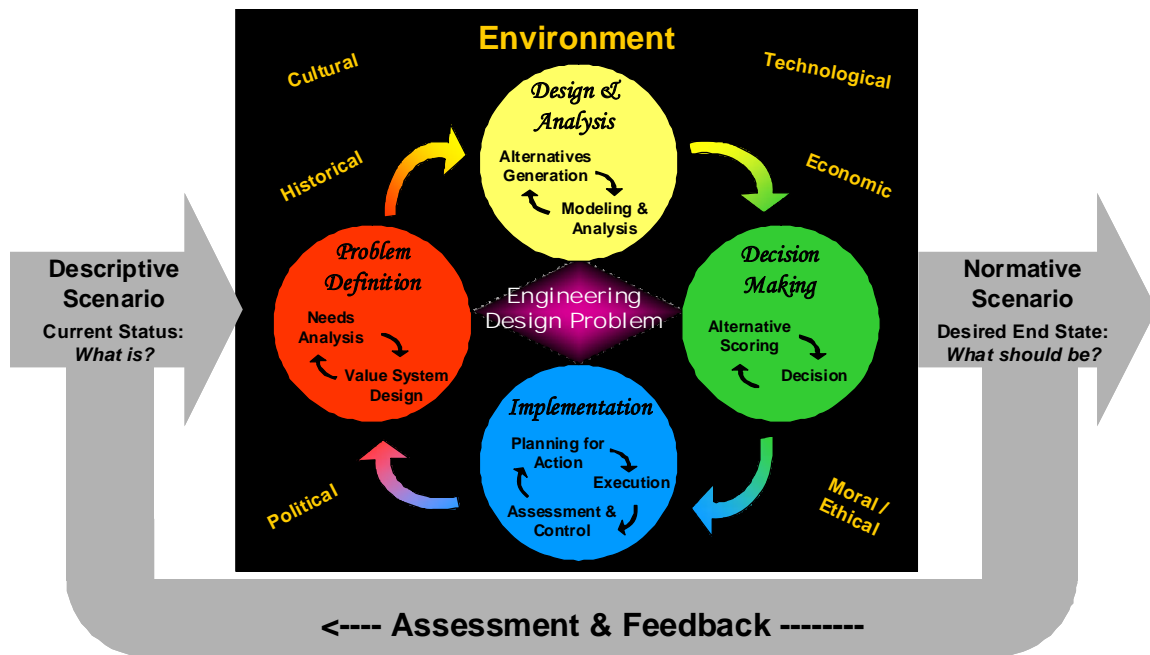 Environment
Cultural
Technological
Historical
Economic
Design &
Analysis
Alternatives
Generation
Modeling &
Analysis
Descriptive
Scenario
Current Status:
What is?
Problem
Definition
Needs
Analysis
Value System
Design
Engineering
Design Problem
Decision
Making
Alternative
Scoring
Decision
Normative
Scenario
Desired End State:
What should be?
Implementation
Planning for
Action
Execution
Assessment &
Control
Political
Moral /
Ethical
<---- Assessment & Feedback --------